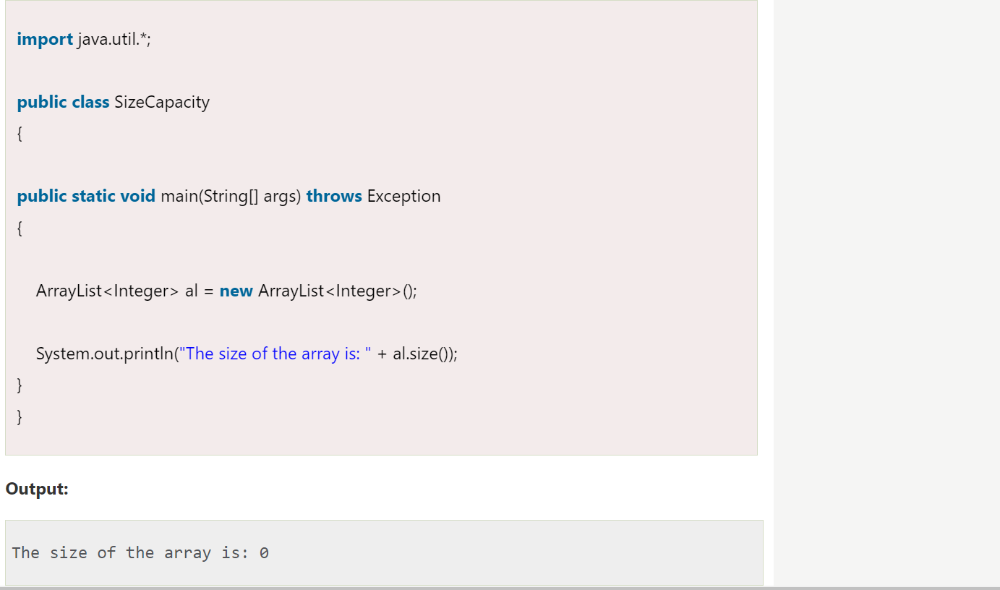 import java.util.*;
public class SizeCapacity
{
public static void main(String[] args) throws Exception
{
ArrayList<Integer> al = new ArrayList<Integer>();
System.out.println("The size of the array is: " + al.size());
}
}
Output:
The size of the array is: 0